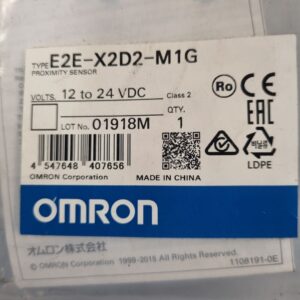 TYPE E2E-X2D2-M1G
PROXIMITY SENSOR
VOLTS. 12 to 24 VDC Class 2
QTY.
LOT No. 01918M 1
Ro CE EAC
LDPE
4 547648 407656
OMRON Corporation
MADE IN CHINA
OMRON
オムロン株式会社
© OMRON Corporation 1999-2015 All Rights Reserved.
1108191-0E